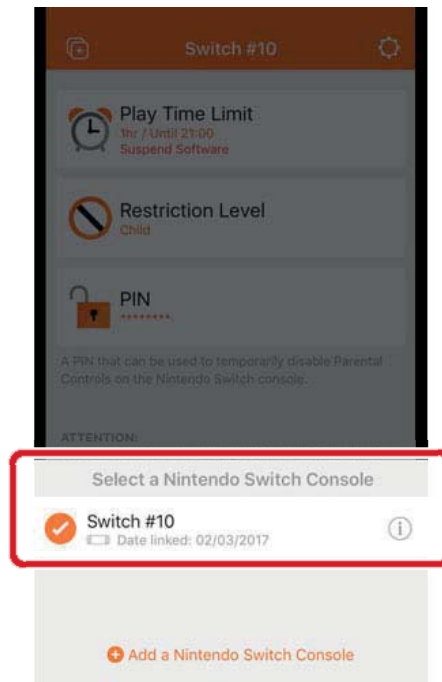 Switch #10
Play Time Limit
1hr / Until 21:00
Suspend Software
Restriction Level
Child
PIN
********
A PIN that can be used to temporarily disable Parental
Controls on the Nintendo Switch console.
ATTENTION:
Select a Nintendo Switch Console
Switch #10
Date linked: 02/03/2017
Add a Nintendo Switch Console